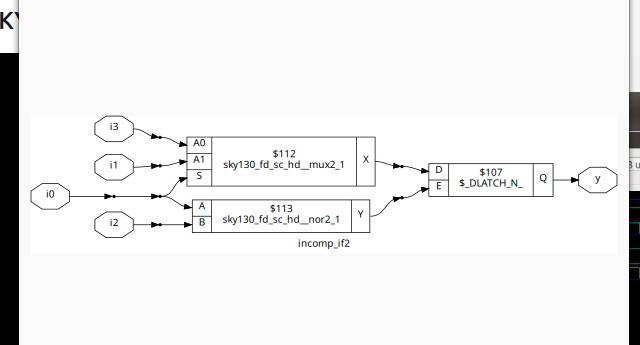 KY
i3
i1
i0
i2
A0
A1
S
$112
sky130_fd_sc_hd__mux2_1
X
A
B
$113
sky130_fd_sc_hd__nor2_1
Y
D
E
$107
$_DLATCH_N_
Q
y
incomp_if2